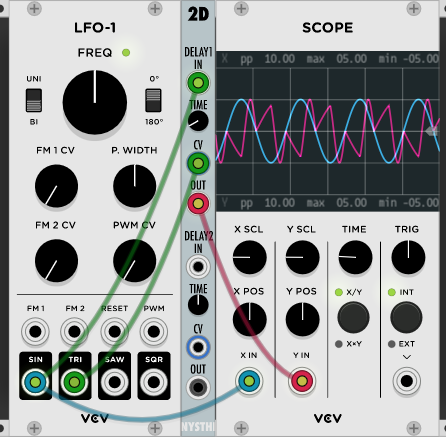 LFO-1
FREQ
UNI
BI
0°
180°
FM 1 CV
P. WIDTH
FM 2 CV
PWM CV
FM 1
FM 2
RESET
PWM
SIN
TRI
SAW
SQR
VCV
2D
DELAY1
IN
TIME
CV
OUT
DELAY2
IN
TIME
CV
OUT
NYSTHI
SCOPE
X pp 10.00 max 05.00 min -05.00
Y pp 10.00 max 05.00 min -05.00
X SCL
Y SCL
TIME
TRIG
X POS
Y POS
X/Y
X×Y
INT
EXT
X IN
Y IN
VCV